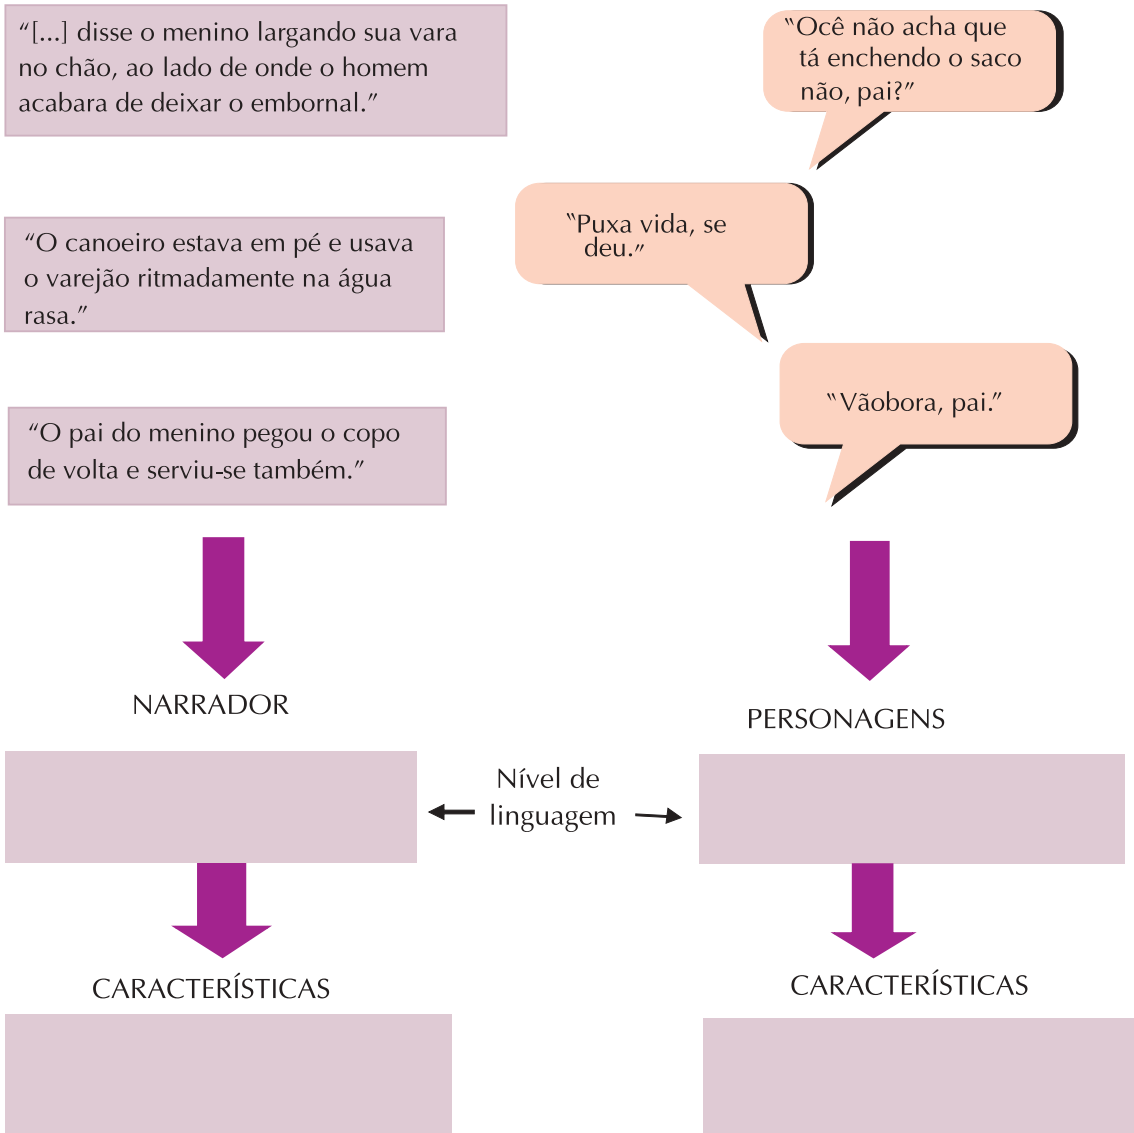 “[...] disse o menino largando sua vara
no chão, ao lado de onde o homem
acabara de deixar o embornal.”
“Ocê não acha que
tá enchendo o saco
não, pai?”
“Puxa vida, se
deu.”
“O canoeiro estava em pé e usava
o varejão ritmadamente na água
rasa.”
“Vãobora, pai.”
“O pai do menino pegou o copo
de volta e serviu-se também.”
NARRADOR
PERSONAGENS
Nível de
linguagem
CARACTERÍSTICAS
CARACTERÍSTICAS